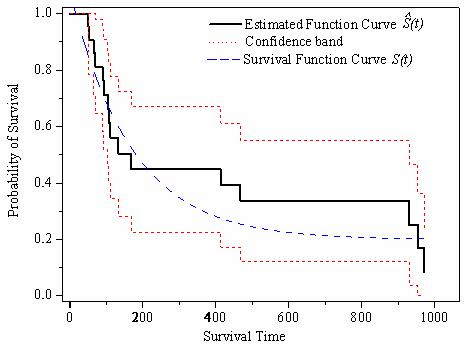 Estimated Function Curve Ŝ(t)
Confidence band
Survival Function Curve S(t)
Probability of Survival
1.0
0.8
0.6
0.4
0.2
0.0
0 200 400 600 800 1000
Survival Time